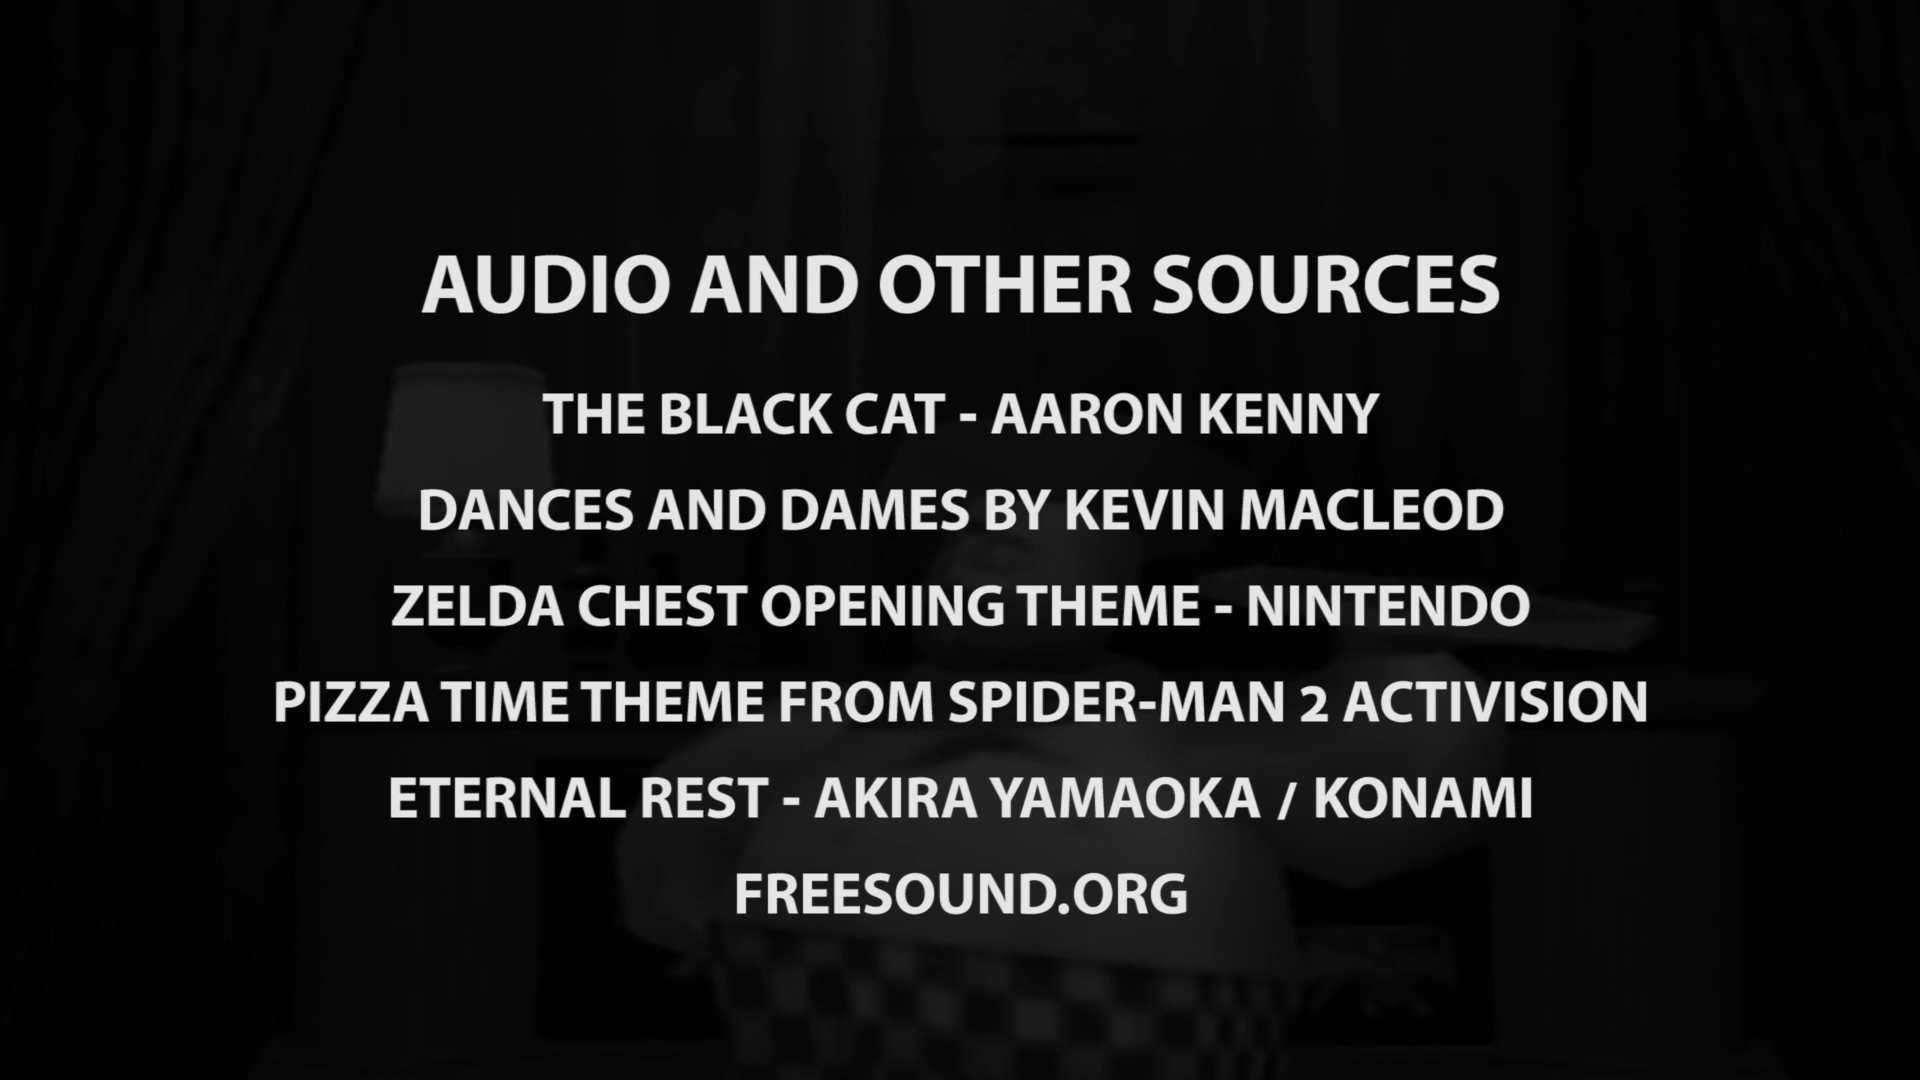 AUDIO AND OTHER SOURCES
THE BLACK CAT - AARON KENNY
DANCES AND DAMES BY KEVIN MACLEOD
ZELDA CHEST OPENING THEME - NINTENDO
PIZZA TIME THEME FROM SPIDER-MAN 2 ACTIVISION
ETERNAL REST - AKIRA YAMAOKA / KONAMI
FREESOUND.ORG